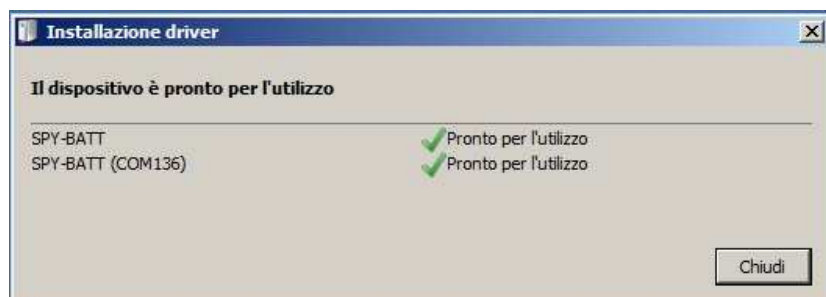 Installazione driver
Il dispositivo è pronto per l'utilizzo
SPY-BATT Pronto per l'utilizzo
SPY-BATT (COM136) Pronto per l'utilizzo
Chiudi